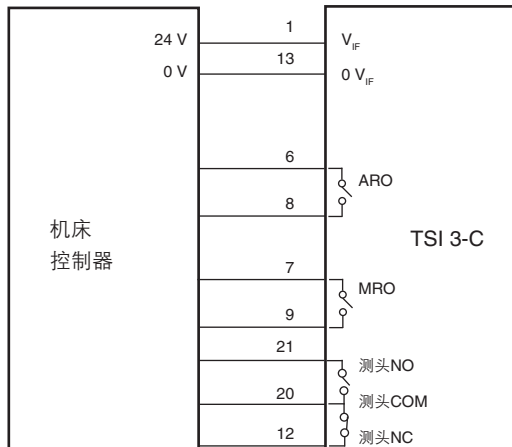 1
24 V
V_IF
13
0 V
0 V_IF
6
ARO
8
机床
控制器
TSI 3-C
7
MRO
9
21
测头NO
20
测头COM
12
测头NC